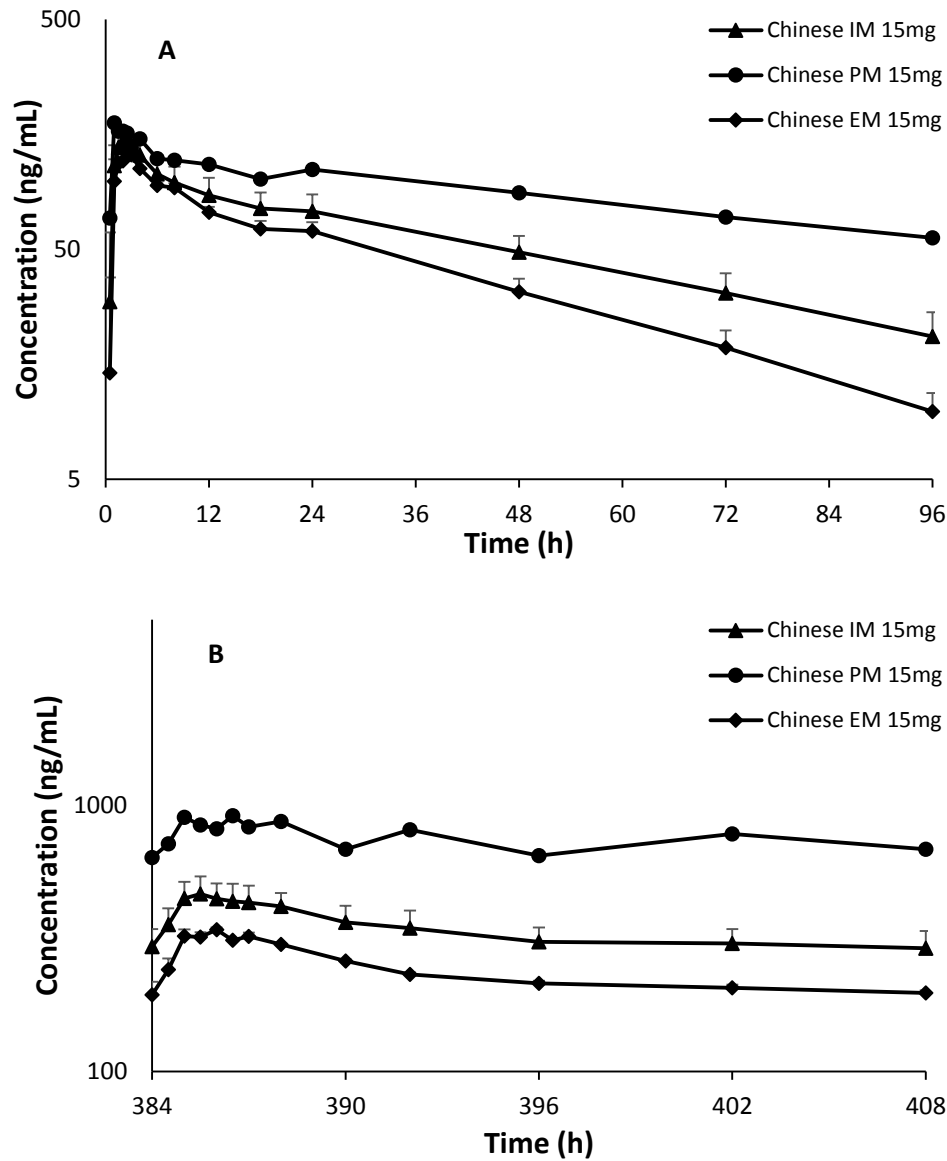 500
A
Chinese IM 15mg
Chinese PM 15mg
Chinese EM 15mg
Concentration (ng/mL)
50
5
0 12 24 36 48 60 72 84 96
Time (h)
B
Chinese IM 15mg
Chinese PM 15mg
Chinese EM 15mg
Concentration (ng/mL)
1000
100
384 390 396 402 408
Time (h)